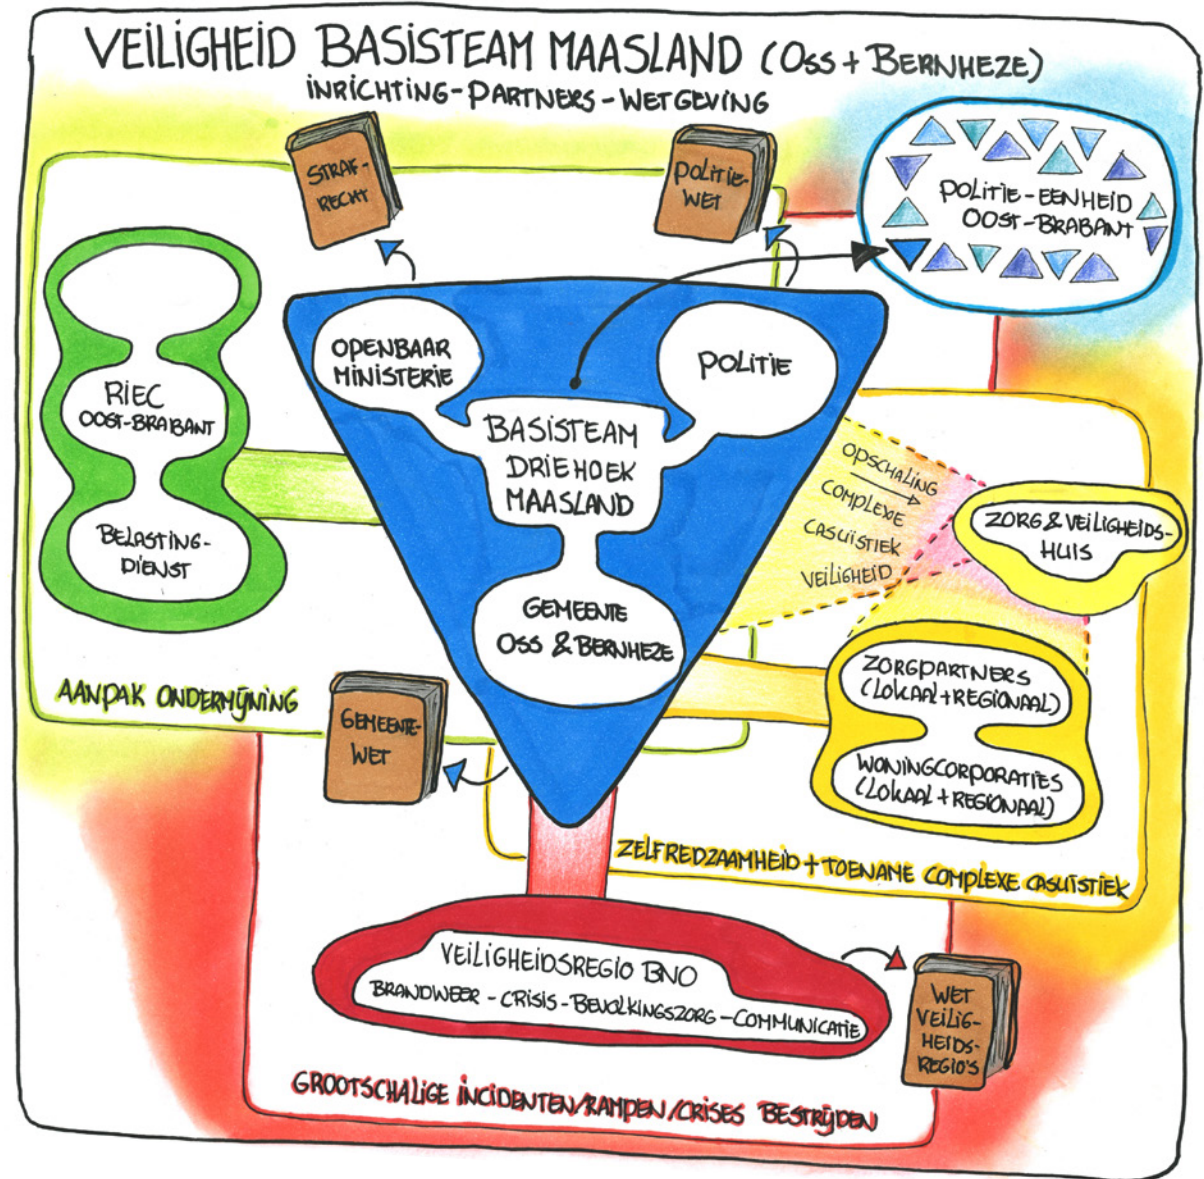 VEILIGHEID BASISTEAM MAASLAND (OSS + BERNHEZE)
INRICHTING - PARTNERS - WETGEVING
STRAF-
RECHT
POLITIE-
WET
POLITIE-EENHEID
OOST-BRABANT
OPENBAAR
MINISTERIE
POLITIE
BASISTEAM
DRIEHOEK
MAASLAND
GEMEENTE
OSS & BERNHEZE
RIEC
OOST-BRABANT
BELASTING-
DIENST
AANPAK ONDERMIJNING
GEMEENTE-
WET
OPSCHALING
COMPLEXE
CASUÏSTIEK
VEILIGHEID
ZORG & VEILIGHEIDS-
HUIS
ZORGPARTNERS
(LOKAAL + REGIONAAL)
WONINGCORPORATIES
(LOKAAL + REGIONAAL)
ZELFREDZAAMHEID + TOENAME COMPLEXE CASUÏSTIEK
VEILIGHEIDSREGIO BNO
BRANDWEER - CRISIS - BEVOLKINGSZORG - COMMUNICATIE
WET
VEILIG-
HEIDS-
REGIO'S
GROOTSCHALIGE INCIDENTEN/RAMPEN/CRISES BESTRIJDEN